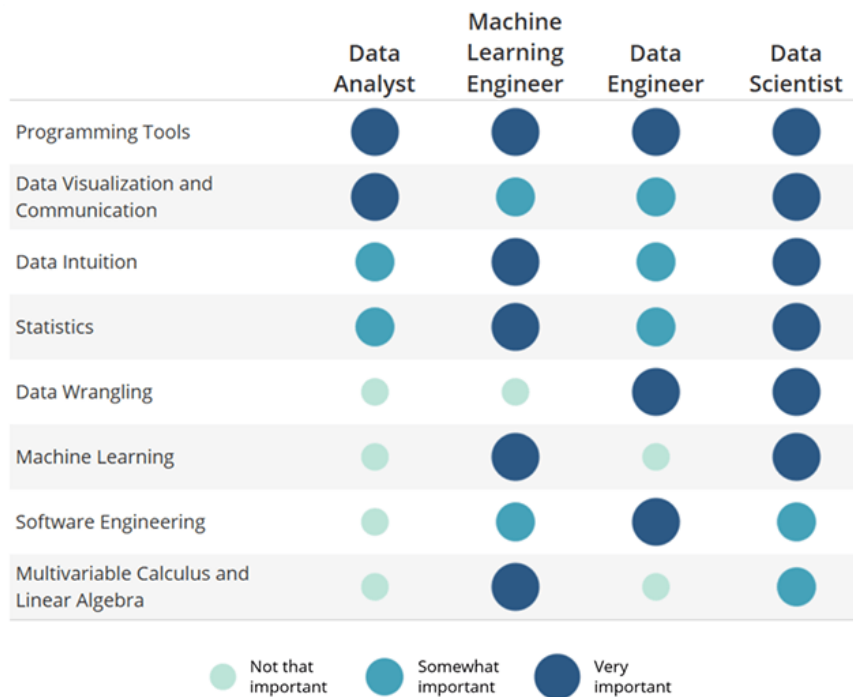 Data Analyst
Machine Learning Engineer
Data Engineer
Data Scientist
Programming Tools
Data Visualization and
Communication
Data Intuition
Statistics
Data Wrangling
Machine Learning
Software Engineering
Multivariable Calculus and
Linear Algebra
Not that
important
Somewhat
important
Very
important